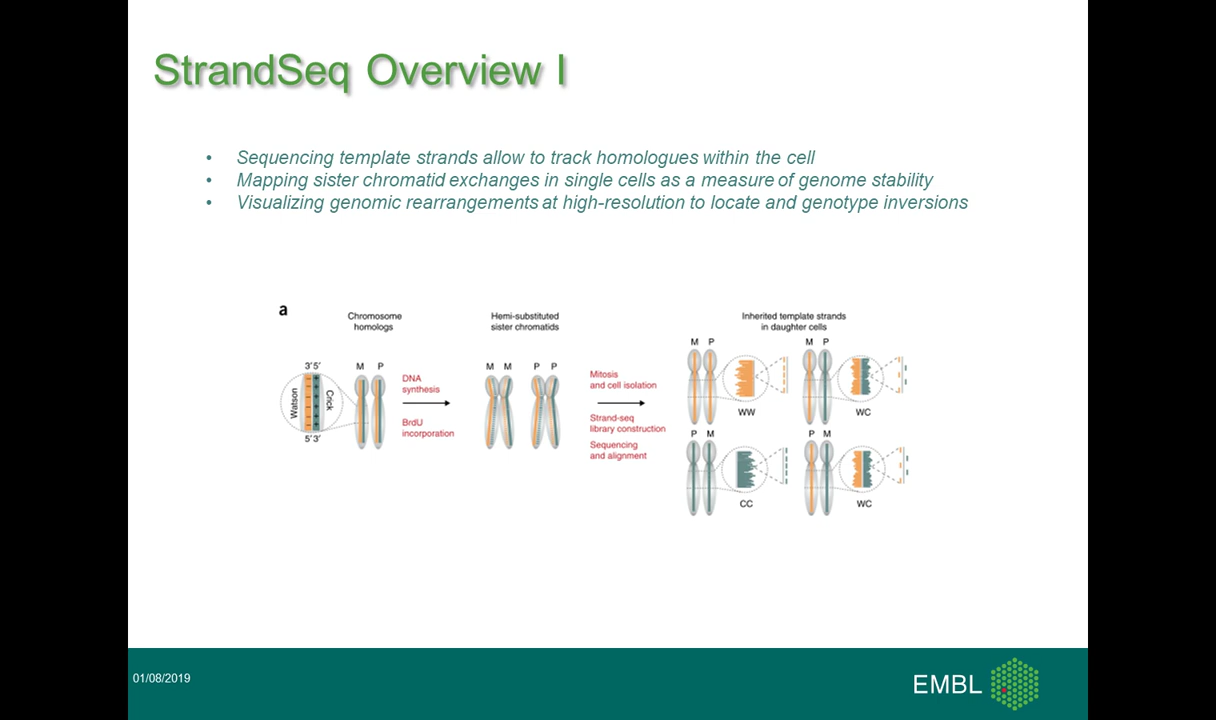 StrandSeq Overview I
• Sequencing template strands allow to track homologues within the cell
• Mapping sister chromatid exchanges in single cells as a measure of genome stability
• Visualizing genomic rearrangements at high-resolution to locate and genotype inversions
a
Chromosome
homologs
3' 5'
Watson
Crick
5' 3'
M P
DNA
synthesis
BrdU
incorporation
Hemi-substituted
sister chromatids
M M P P
Mitosis
and cell isolation
Strand-seq
library construction
Sequencing
and alignment
Inherited template strands
in daughter cells
M P
WW
M P
WC
P M
CC
P M
WC
01/08/2019
EMBL